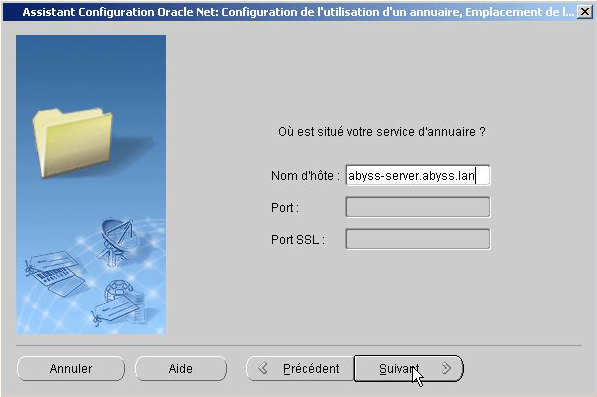 Assistant Configuration Oracle Net: Configuration de l'utilisation d'un annuaire, Emplacement de l...
Où est situé votre service d'annuaire ?
Nom d'hôte : abyss-server.abyss.lan
Port :
Port SSL :
Annuler Aide Précédent Suivant